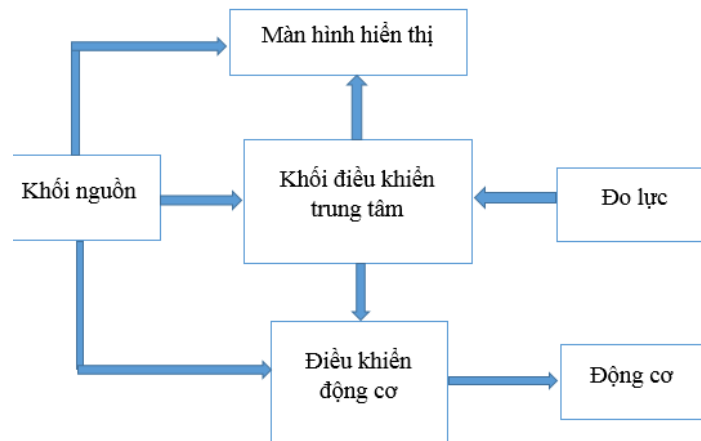 Màn hình hiển thị
Khối nguồn
Khối điều khiển
trung tâm
Đo lực
Điều khiển
động cơ
Động cơ